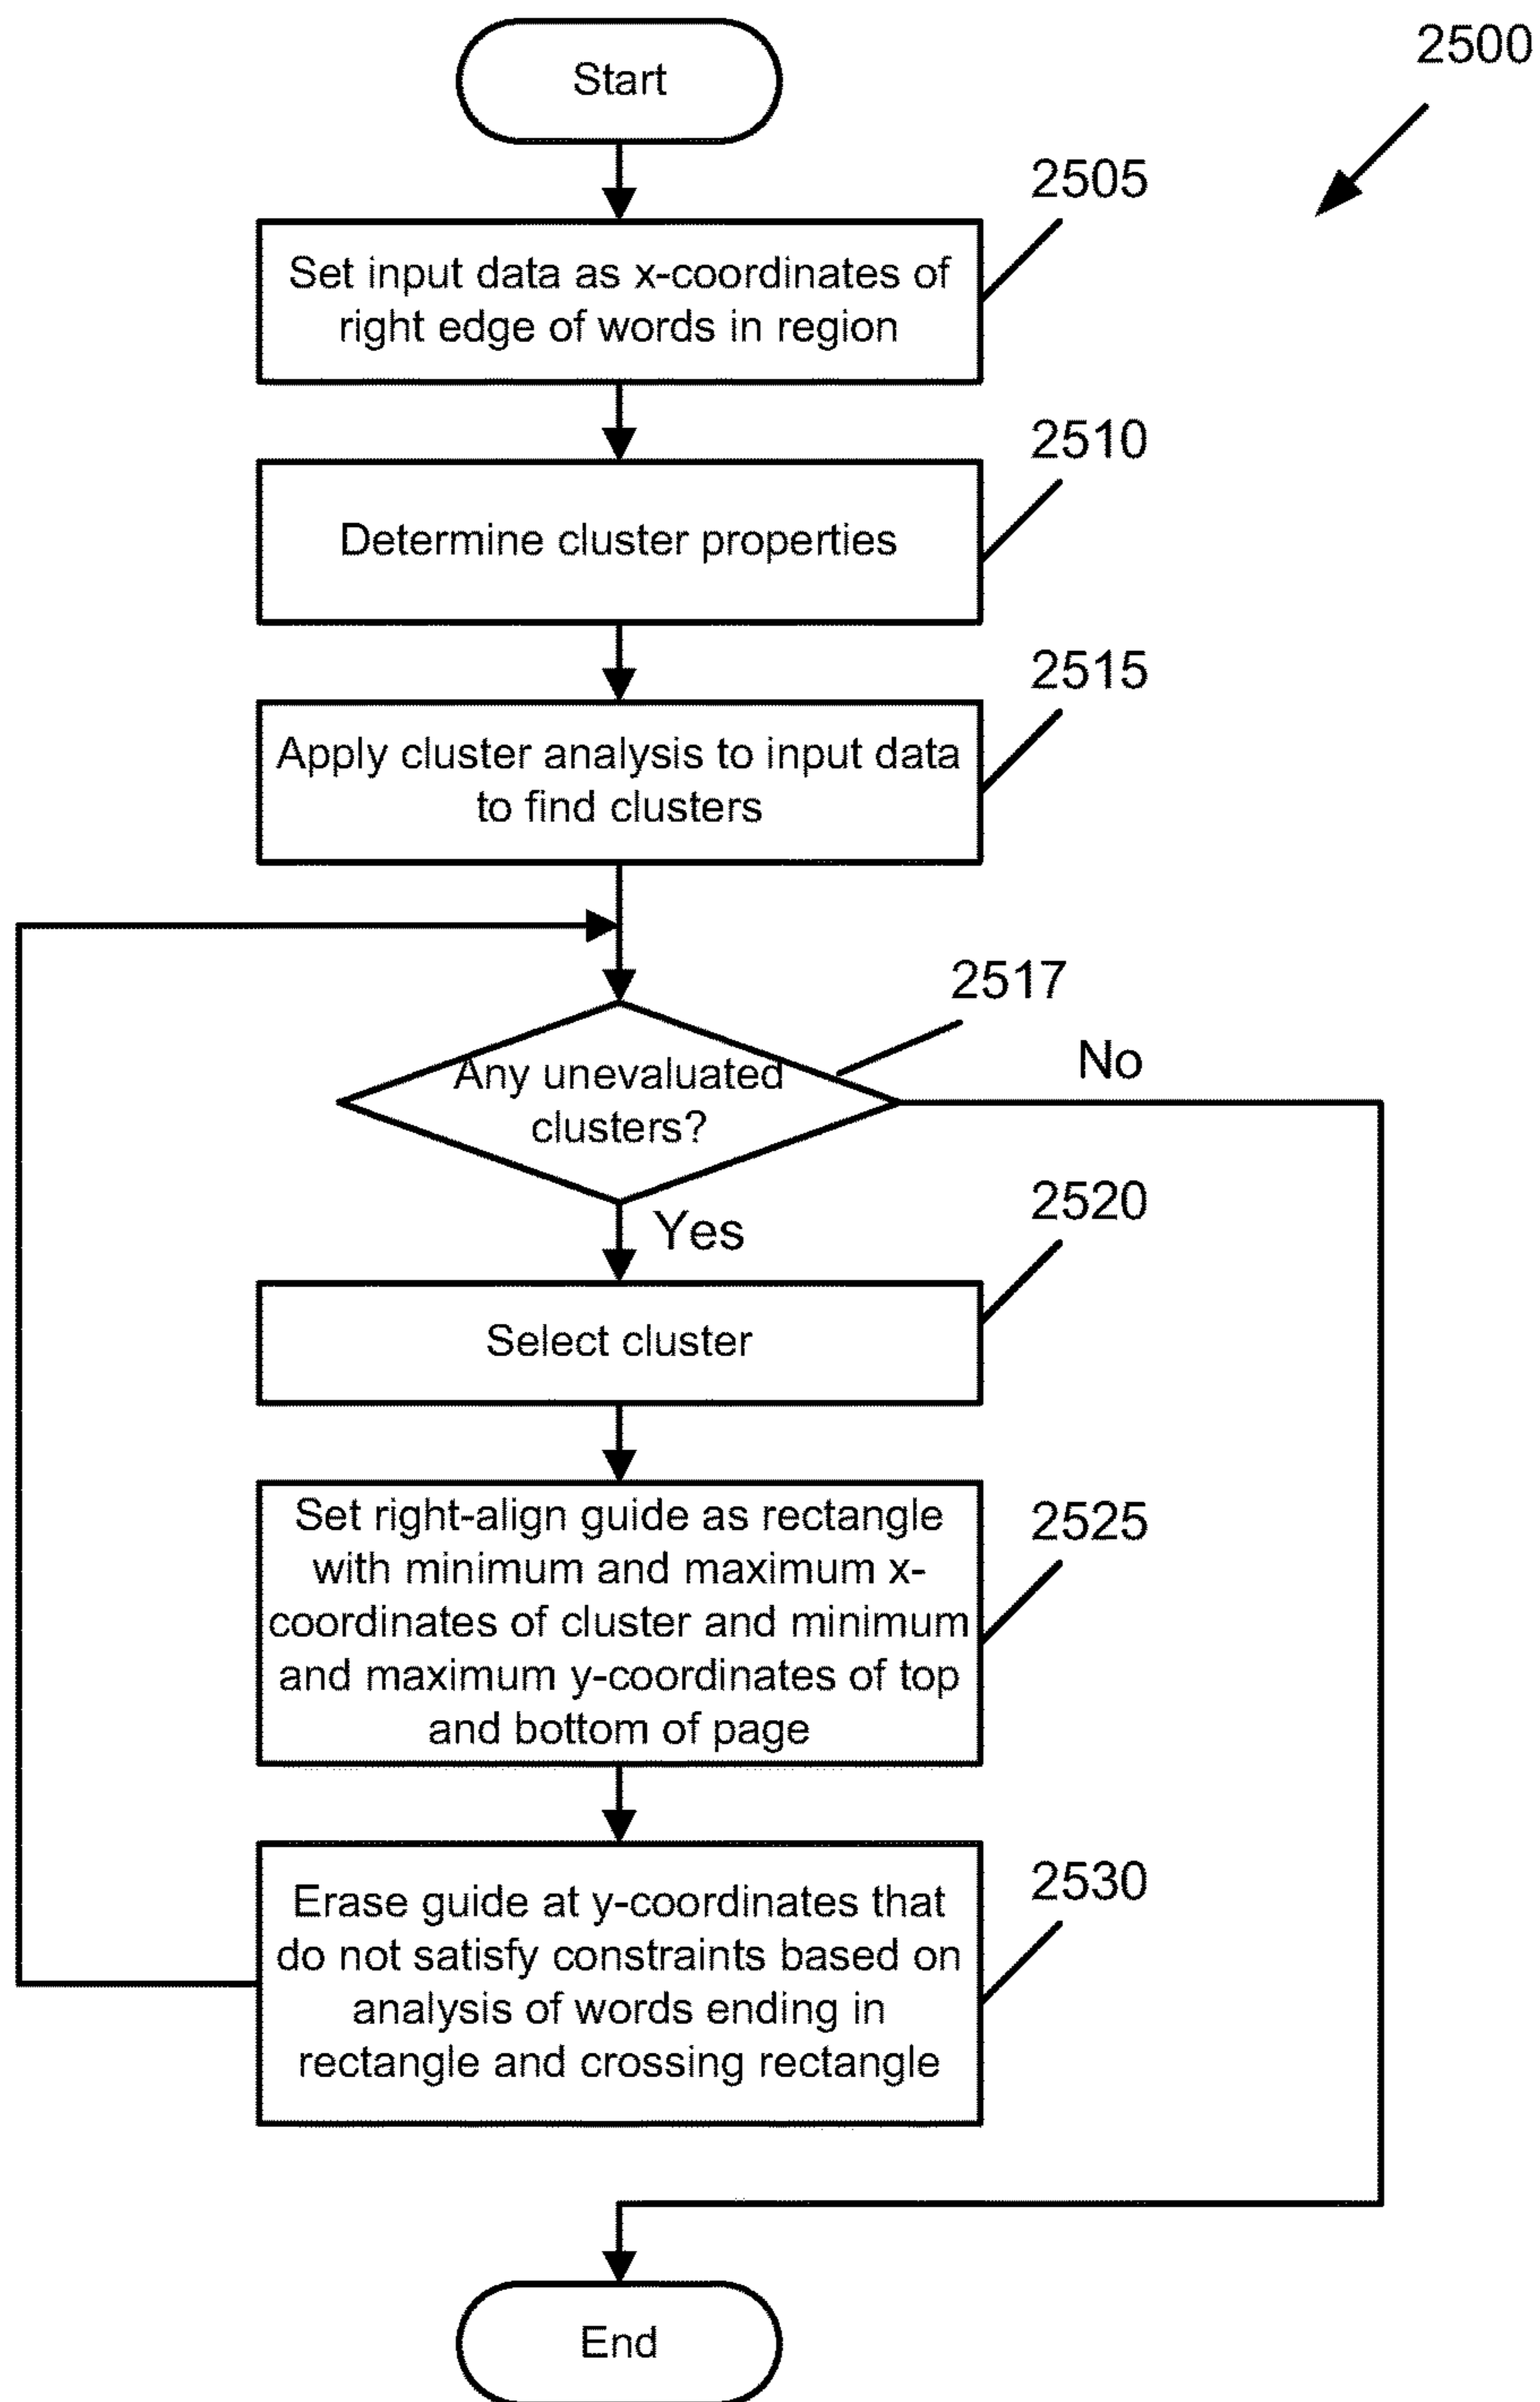 2500
Start
2505
Set input data as x-coordinates of
right edge of words in region
2510
Determine cluster properties
2515
Apply cluster analysis to input data
to find clusters
2517
No
Any unevaluated
clusters?
Yes
2520
Select cluster
2525
Set right-align guide as rectangle
with minimum and maximum x-
coordinates of cluster and minimum
and maximum y-coordinates of top
and bottom of page
2530
Erase guide at y-coordinates that
do not satisfy constraints based on
analysis of words ending in
rectangle and crossing rectangle
End